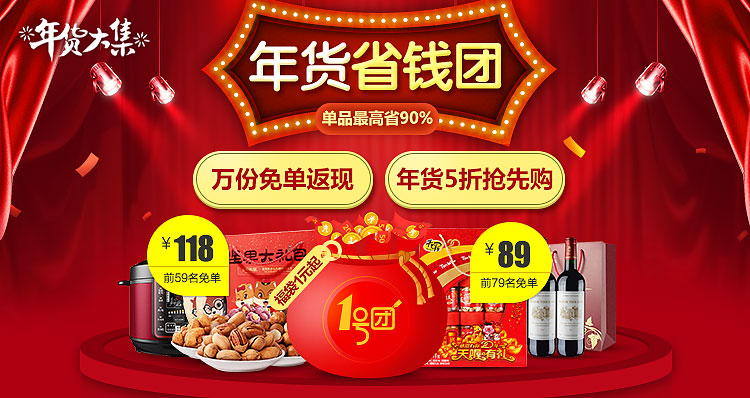 年货大集
年货省钱团
单品最高省90%
万份免单返现
年货5折抢先购
¥118
前59名免单
坚果大礼包
福袋1元起
1号团
¥89
前79名免单
天赐有礼